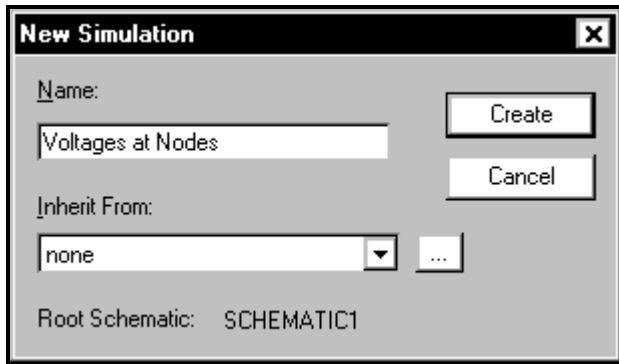 New Simulation
Name:
Create
Voltages at Nodes
Cancel
Inherit From:
none
...
Root Schematic: SCHEMATIC1